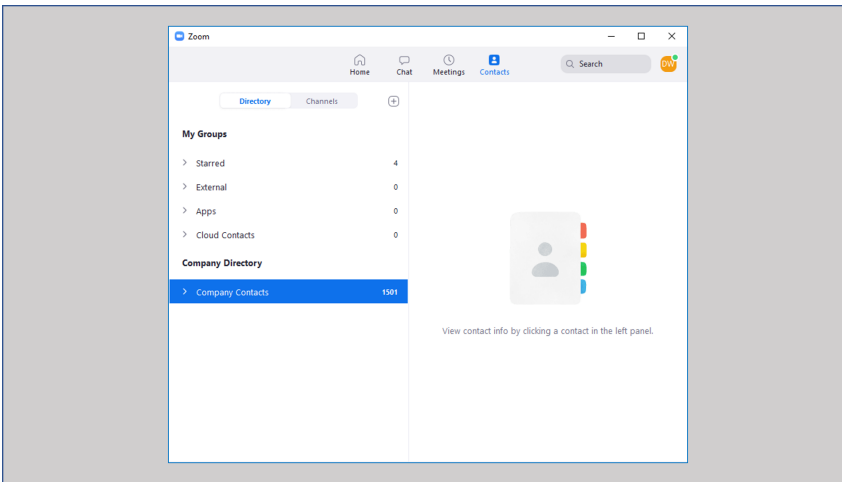 Zoom
Home Chat Meetings Contacts Search DW
Directory Channels
My Groups
Starred 4
External 0
Apps 0
Cloud Contacts 0
Company Directory
Company Contacts 1501
View contact info by clicking a contact in the left panel.